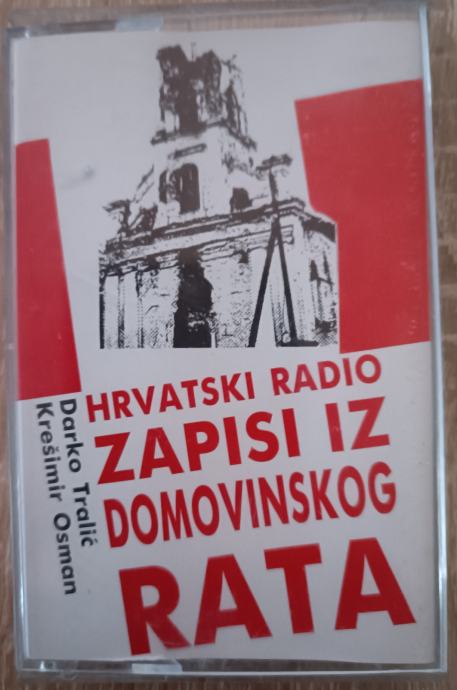 HRVATSKI RADIO
ZAPISI IZ
DOMOVINSKOG
RATA
Darko Tralić
Krešimir Osman